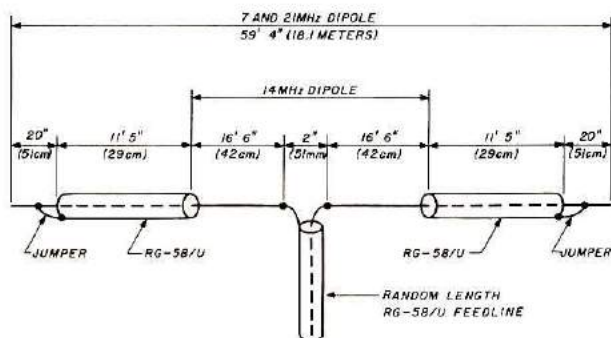 7 AND 21MHz DIPOLE
59' 4" (18.1 METERS)
14MHz DIPOLE
20" 11' 5" 16' 6" 2" 16' 6" 11' 5" 20"
(51cm) (29cm) (42cm) (51mm (42cm) (29cm) (51cm)
JUMPER RG-58/U RG-58/U JUMPER
RANDOM LENGTH
RG-58/U FEEDLINE